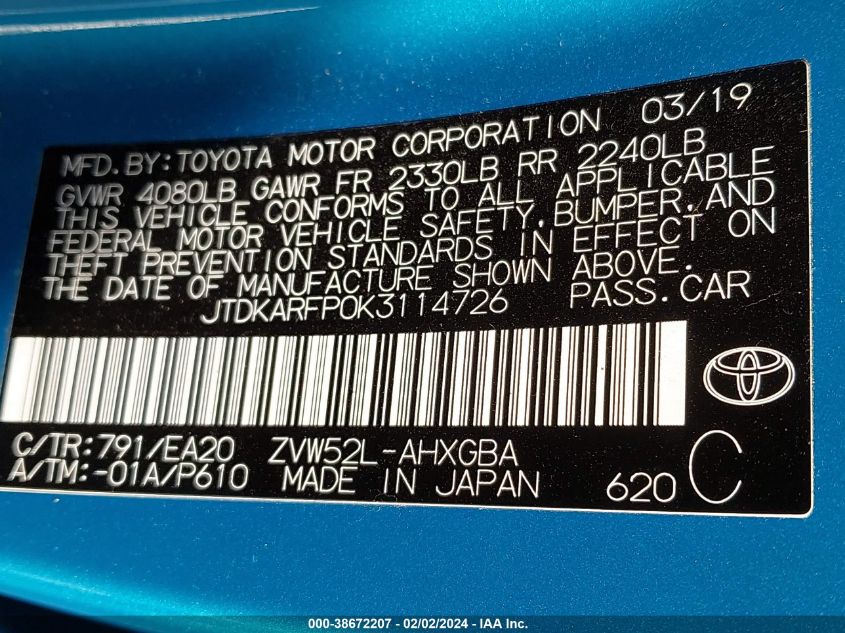 MFD.BY:TOYOTA MOTOR CORPORATION 03/19
GVWR 4080LB GAWR FR 2330LB RR 2240LB
THIS VEHICLE CONFORMS TO ALL APPLICABLE
FEDERAL MOTOR VEHICLE SAFETY,BUMPER,AND
THEFT PREVENTION STANDARDS IN EFFECT ON
THE DATE OF MANUFACTURE SHOWN ABOVE.
JTDKARFP0K3114726 PASS.CAR
C/TR:791/EA20 ZVW52L-AHXGBA
A/TM:-01A/P610 MADE IN JAPAN 620 C
000-38672207 - 02/02/2024 - IAA Inc.